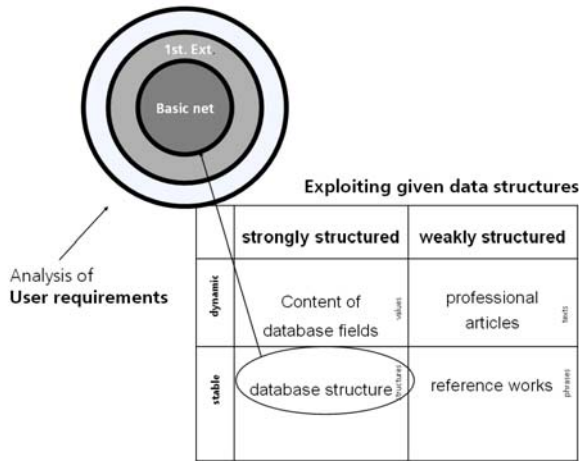 1st. Ext.
Basic net
Exploiting given data structures
strongly structured
weakly structured
Analysis of
User requirements
dynamic
Content of
database fields
values
professional
articles
texts
stable
database structure
structures
reference works
phrases